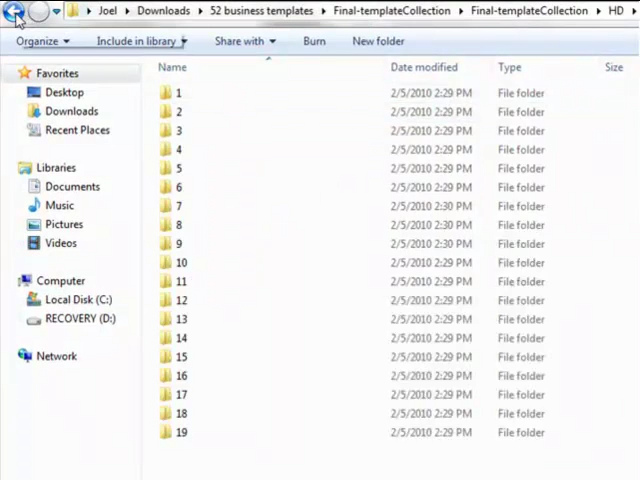 Joel Downloads 52 business templates Final-templateCollection Final-templateCollection HD
Organize Include in library Share with Burn New folder
Favorites
Desktop
Downloads
Recent Places
Libraries
Documents
Music
Pictures
Videos
Computer
Local Disk (C:)
RECOVERY (D:)
Network
Name Date modified Type Size
1 2/5/2010 2:29 PM File folder
2 2/5/2010 2:29 PM File folder
3 2/5/2010 2:29 PM File folder
4 2/5/2010 2:29 PM File folder
5 2/5/2010 2:29 PM File folder
6 2/5/2010 2:29 PM File folder
7 2/5/2010 2:30 PM File folder
8 2/5/2010 2:30 PM File folder
9 2/5/2010 2:30 PM File folder
10 2/5/2010 2:29 PM File folder
11 2/5/2010 2:29 PM File folder
12 2/5/2010 2:29 PM File folder
13 2/5/2010 2:29 PM File folder
14 2/5/2010 2:29 PM File folder
15 2/5/2010 2:29 PM File folder
16 2/5/2010 2:29 PM File folder
17 2/5/2010 2:29 PM File folder
18 2/5/2010 2:29 PM File folder
19 2/5/2010 2:29 PM File folder